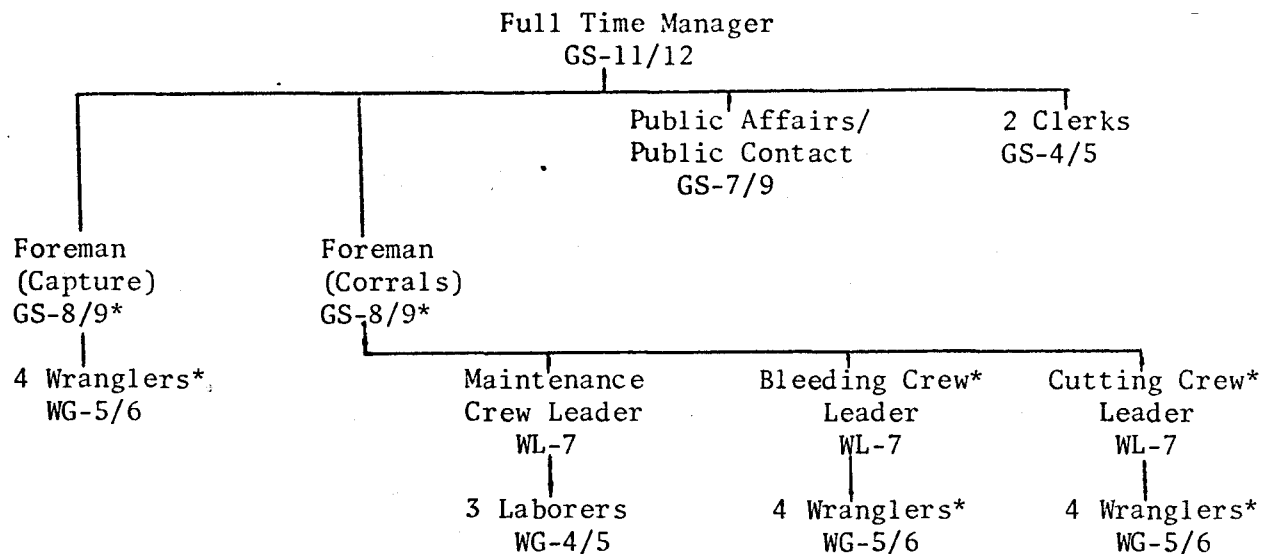 Full Time Manager
GS-11/12
Public Affairs/
Public Contact
GS-7/9
2 Clerks
GS-4/5
Foreman
(Capture)
GS-8/9*
Foreman
(Corrals)
GS-8/9*
4 Wranglers*
WG-5/6
Maintenance
Crew Leader
WL-7
Bleeding Crew*
Leader
WL-7
Cutting Crew*
Leader
WL-7
3 Laborers
WG-4/5
4 Wranglers*
WG-5/6
4 Wranglers*
WG-5/6